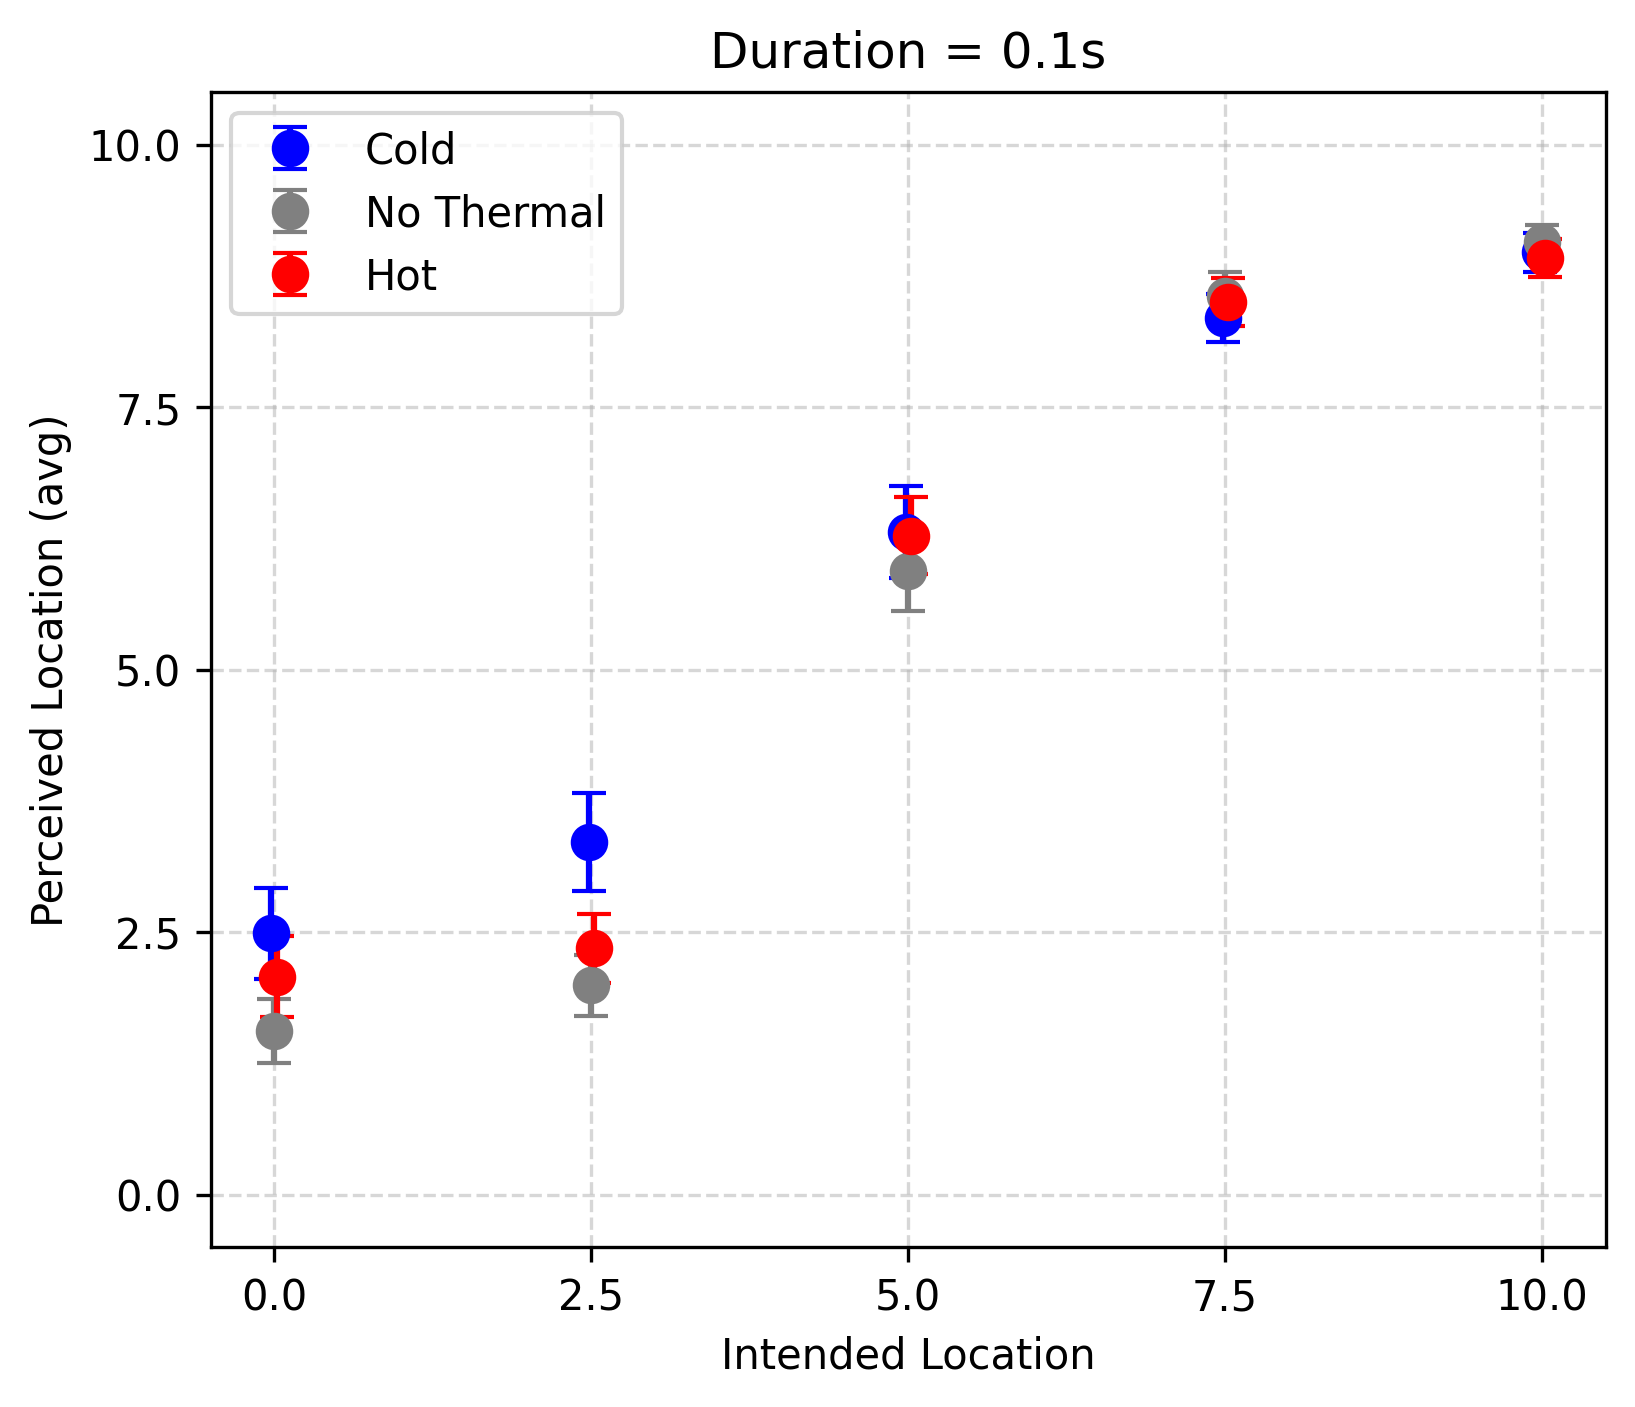 Duration = 0.1s
Cold
No Thermal
Hot
10.0
7.5
5.0
2.5
0.0
Perceived Location (avg)
0.0 2.5 5.0 7.5 10.0
Intended Location